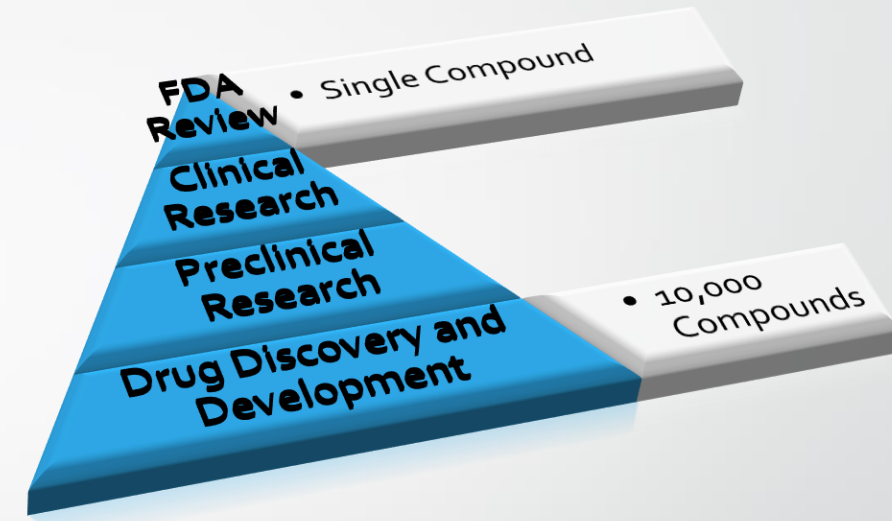 FDA
Review
• Single Compound
Clinical
Research
Preclinical
Research
Drug Discovery and
Development
• 10,000
Compounds